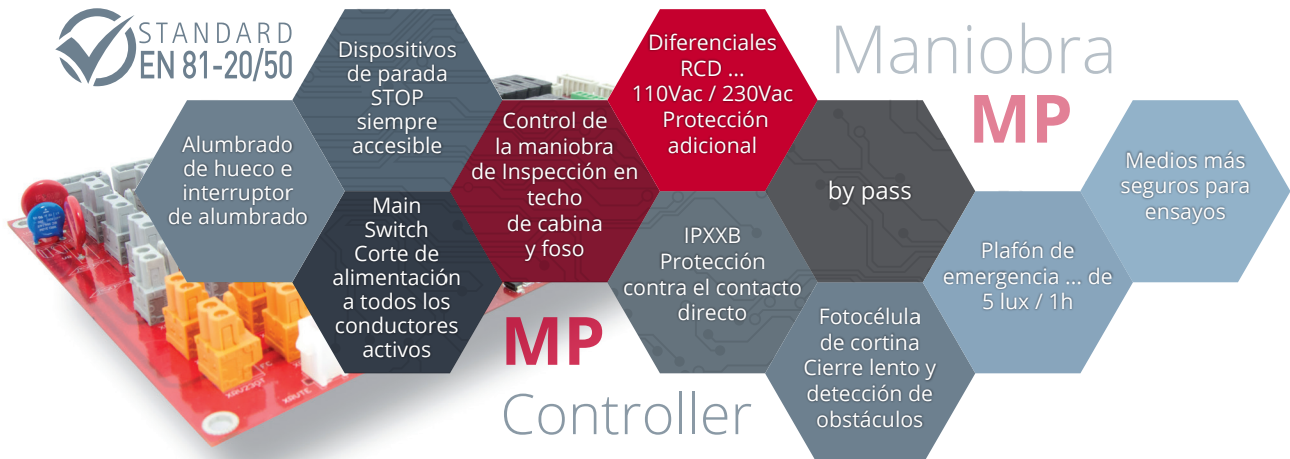 STANDARD
EN 81-20/50
Alumbrado
de hueco e
interruptor
de alumbrado
Dispositivos
de parada
STOP
siempre
accesible
Main
Switch
Corte de
alimentación
a todos los
conductores
activos
Control de
la maniobra
de Inspección en
techo
de cabina
y foso
Diferenciales
RCD ...
110Vac / 230Vac
Protección
adicional
IPXXB
Protección
contra el contacto
directo
by pass
Fotocélula
de cortina
Cierre lento y
detección de
obstáculos
Plafón de
emergencia ... de
5 lux / 1h
Medios más
seguros para
ensayos
Maniobra
MP
MP
Controller